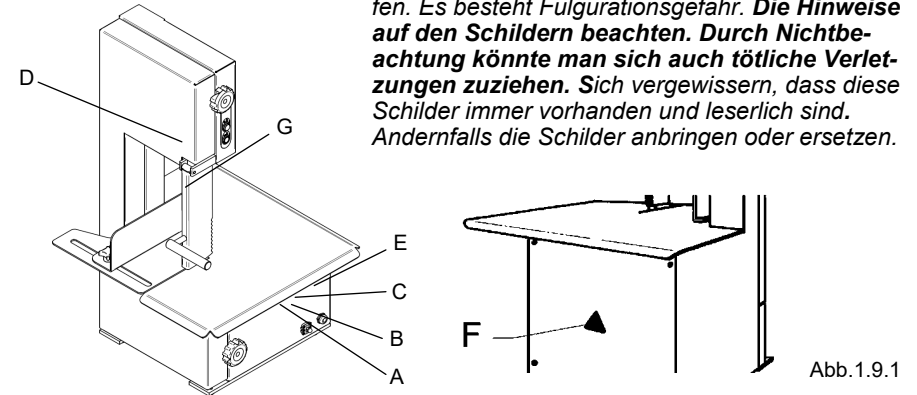 fen. Es besteht Fulgurationsgefahr. Die Hinweise
auf den Schildern beachten. Durch Nichtbe-
achtung könnte man sich auch tötliche Verlet-
zungen zuziehen. Sich vergewissern, dass diese
Schilder immer vorhanden und leserlich sind.
Andernfalls die Schilder anbringen oder ersetzen.
D
G
E
C
B
A
F
Abb.1.9.1